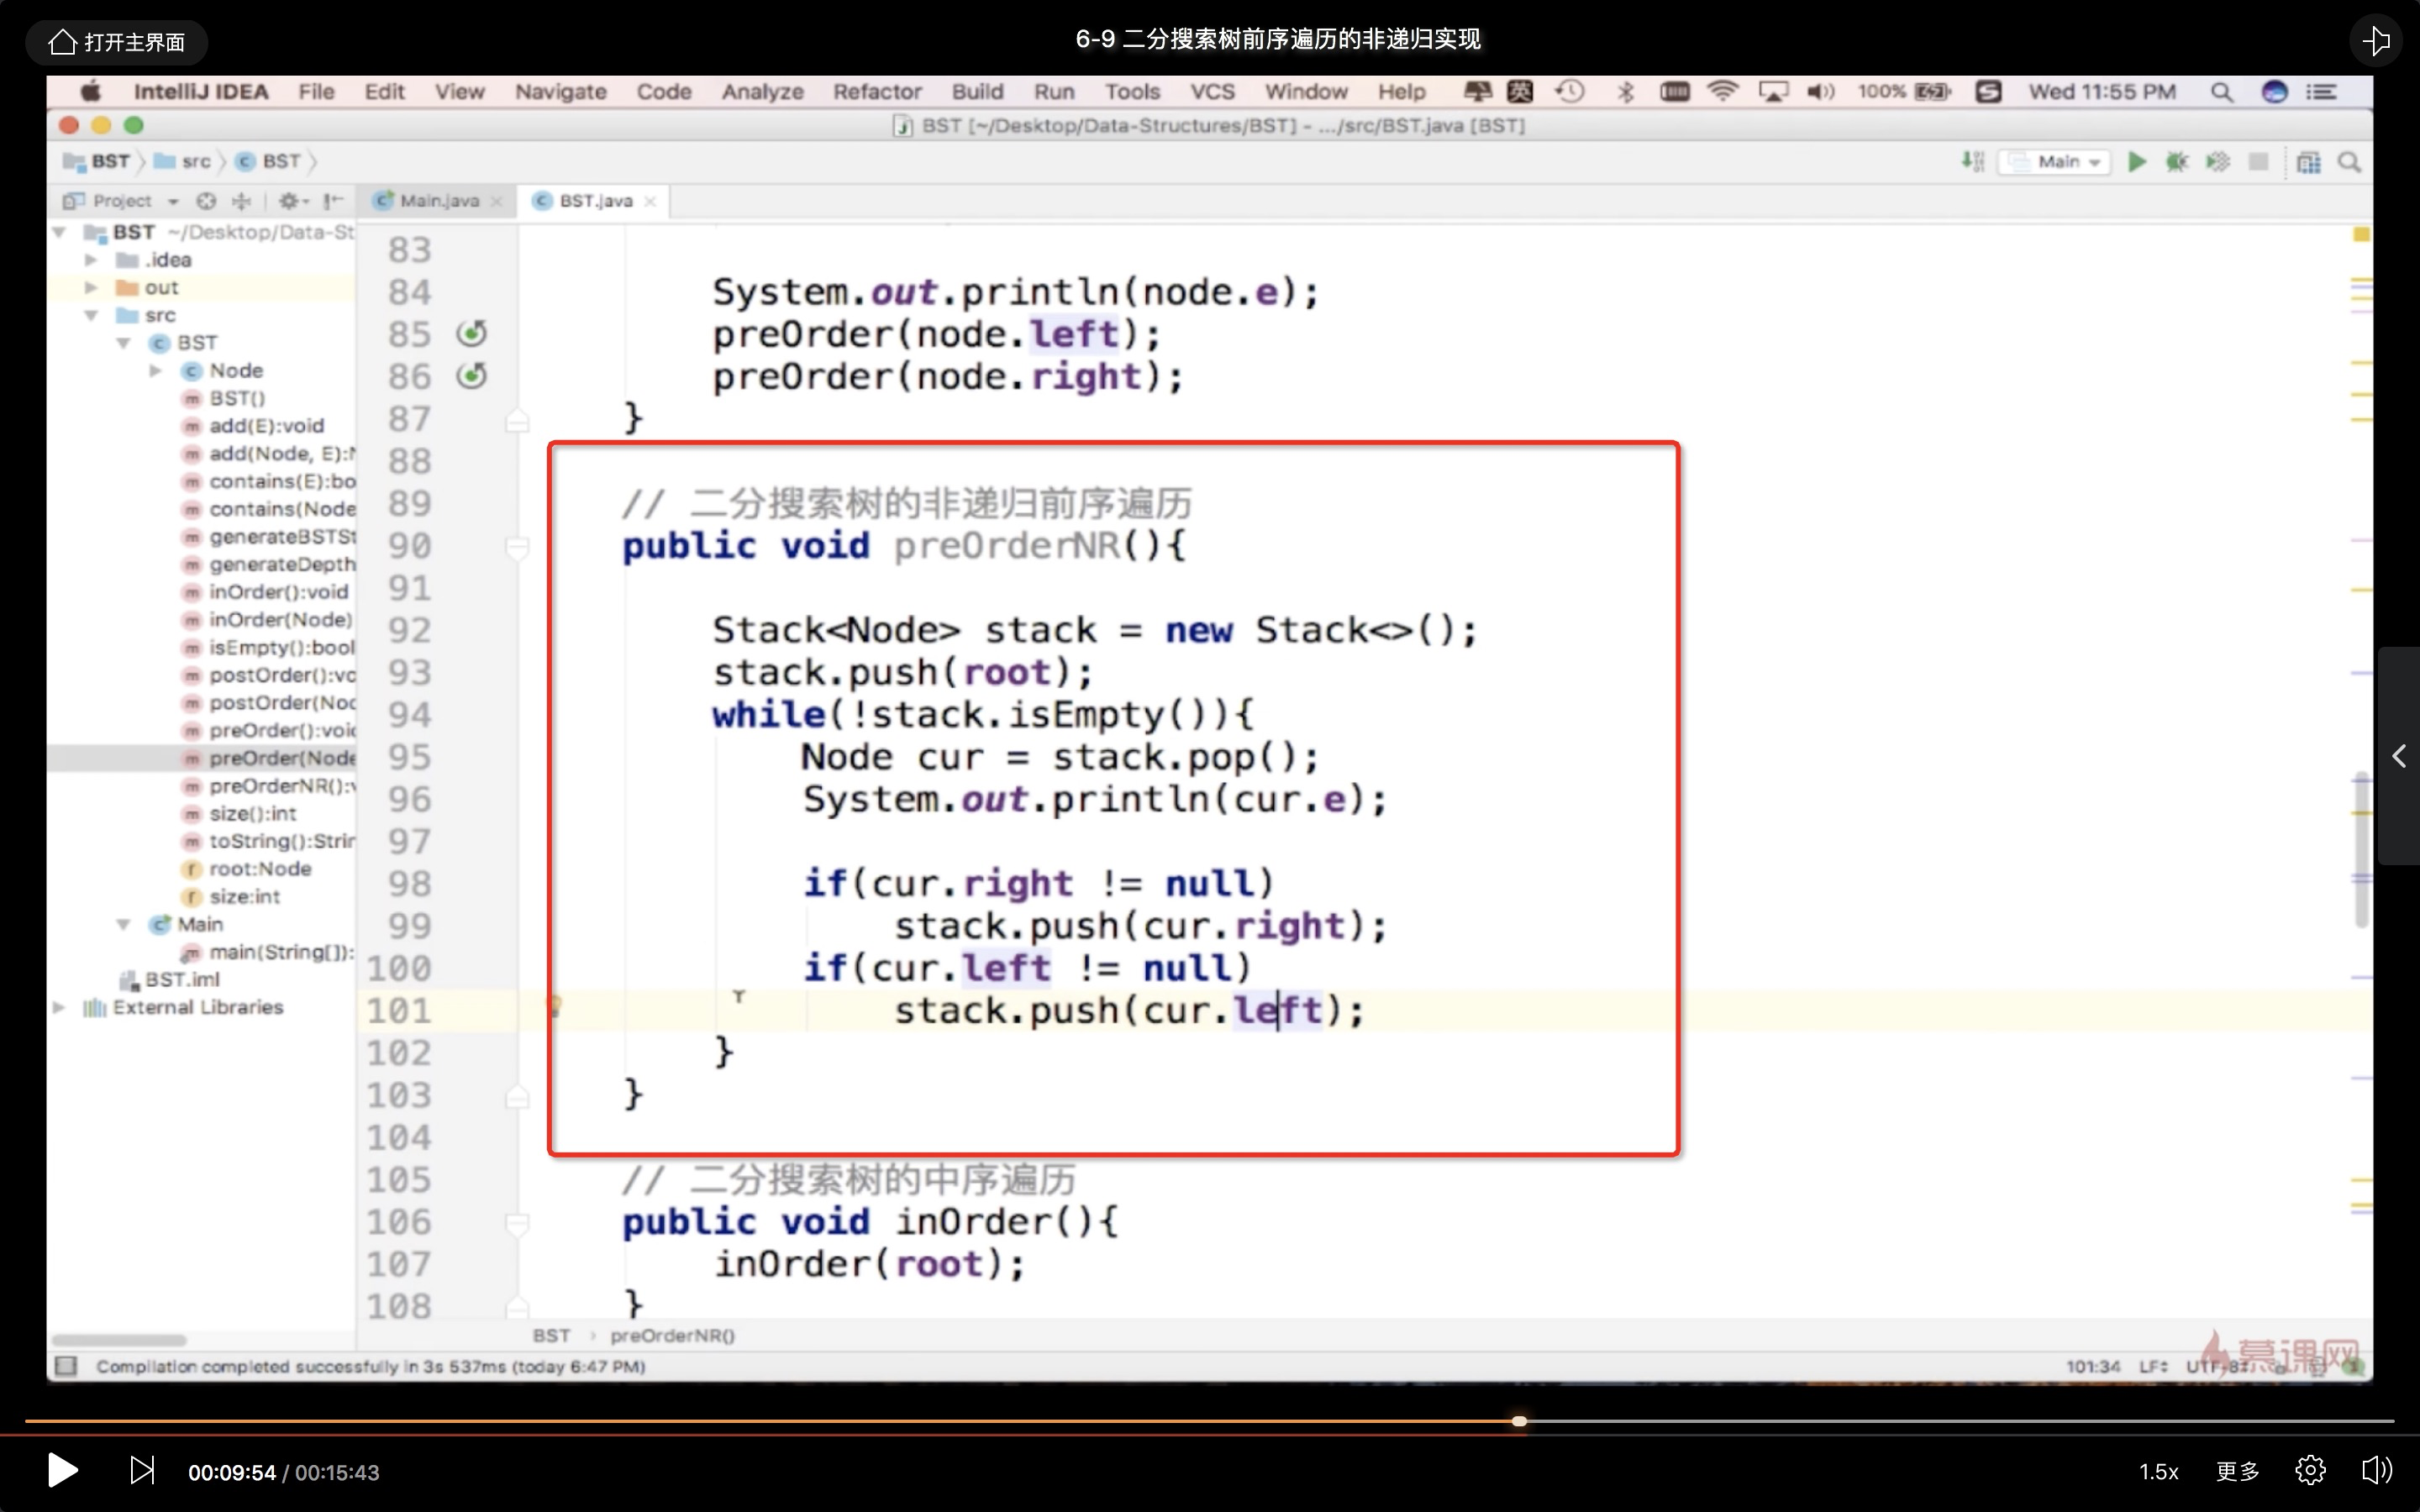 打开主界面
6-9 二分搜索树前序遍历的非递归实现
IntelliJ IDEA File Edit View Navigate Code Analyze Refactor Build Run Tools VCS Window Help 英 100% Wed 11:55 PM
BST [~/Desktop/Data-Structures/BST] - .../src/BST.java [BST]
BST src BST Main
Project Main.java BST.java
BST ~/Desktop/Data-St
.idea
out
src
BST
Node
BST()
add(E):void
add(Node, E):N
contains(E):bo
contains(Node
generateBSTSt
generateDepth
inOrder():void
inOrder(Node)
isEmpty():bool
postOrder():vo
postOrder(Nod
preOrder():void
preOrder(Node
preOrderNR():v
size():int
toString():Strin
root:Node
size:int
Main
main(String[]):
BST.iml
External Libraries
83
84 System.out.println(node.e);
85 preOrder(node.left);
86 preOrder(node.right);
87 }
88
89 // 二分搜索树的非递归前序遍历
90 public void preOrderNR(){
91
92 Stack<Node> stack = new Stack<>();
93 stack.push(root);
94 while(!stack.isEmpty()){
95 Node cur = stack.pop();
96 System.out.println(cur.e);
97
98 if(cur.right != null)
99 stack.push(cur.right);
100 if(cur.left != null)
101 stack.push(cur.left);
102 }
103 }
104
105 // 二分搜索树的中序遍历
106 public void inOrder(){
107 inOrder(root);
108 }
BST › preOrderNR()
Compilation completed successfully in 3s 537ms (today 6:47 PM) 101:34 LF UTF-8
慕课网
00:09:54 / 00:15:43 1.5x 更多